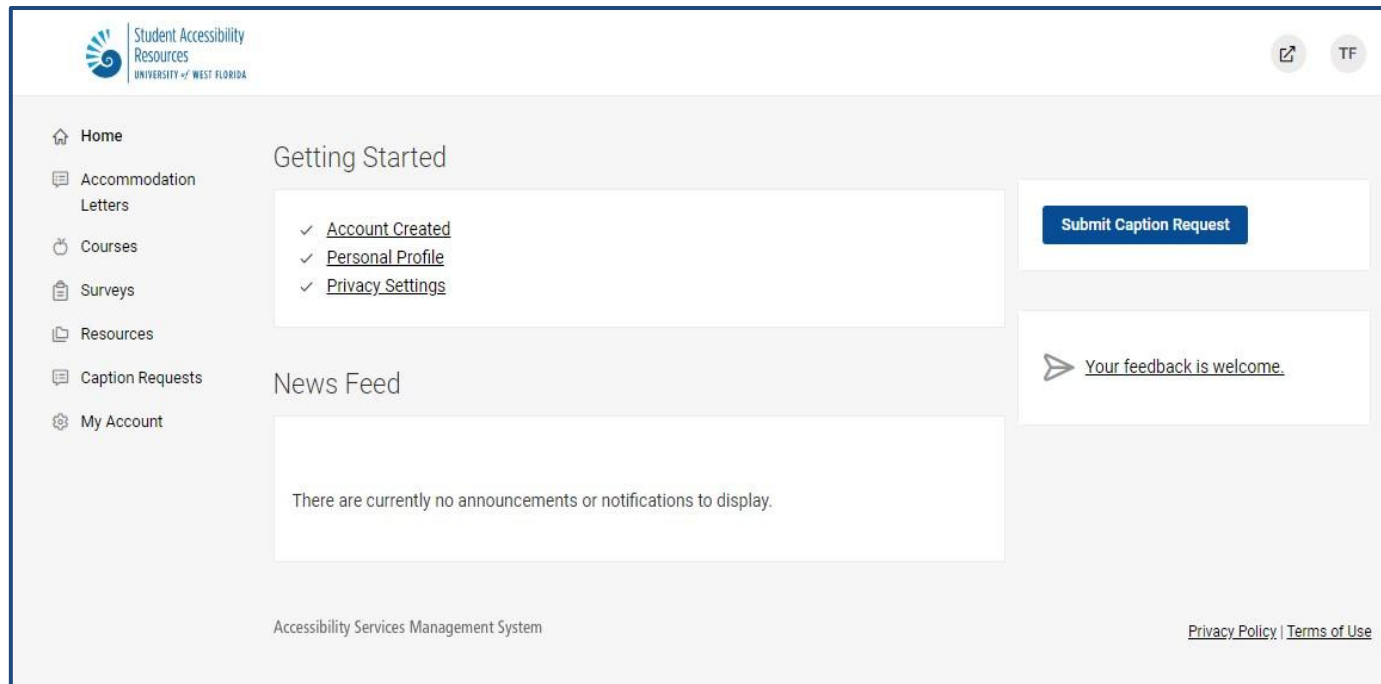 Student Accessibility
Resources
UNIVERSITY of WEST FLORIDA
TF
Home
Accommodation
Letters
Courses
Surveys
Resources
Caption Requests
My Account
Getting Started
Account Created
Personal Profile
Privacy Settings
News Feed
There are currently no announcements or notifications to display.
Submit Caption Request
Your feedback is welcome.
Accessibility Services Management System
Privacy Policy | Terms of Use